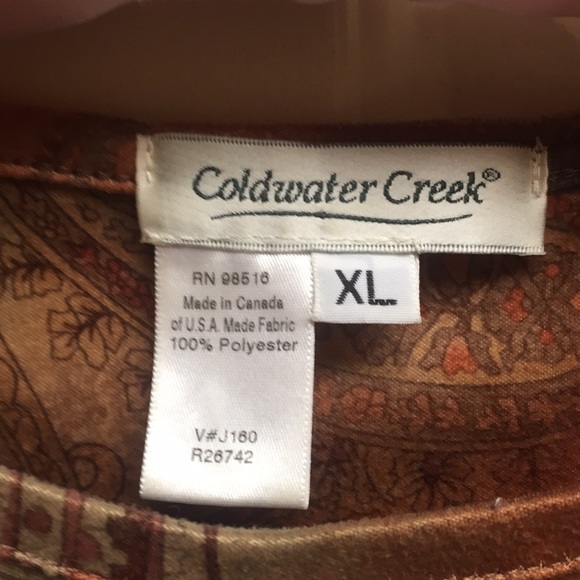 Coldwater Creek®
XL
RN 98516
Made in Canada
of U.S.A. Made Fabric
100% Polyester
V#J160
R26742